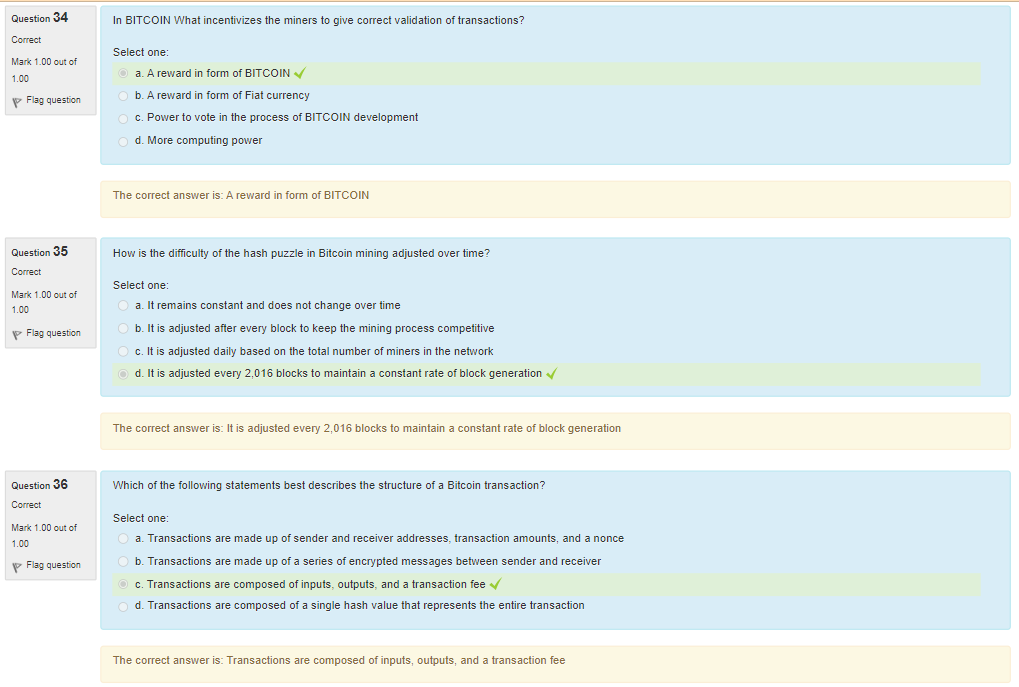 Question 34
Correct
Mark 1.00 out of
1.00
Flag question
In BITCOIN What incentivizes the miners to give correct validation of transactions?
Select one:
a. A reward in form of BITCOIN
b. A reward in form of Fiat currency
c. Power to vote in the process of BITCOIN development
d. More computing power
The correct answer is: A reward in form of BITCOIN
Question 35
Correct
Mark 1.00 out of
1.00
Flag question
How is the difficulty of the hash puzzle in Bitcoin mining adjusted over time?
Select one:
a. It remains constant and does not change over time
b. It is adjusted after every block to keep the mining process competitive
c. It is adjusted daily based on the total number of miners in the network
d. It is adjusted every 2,016 blocks to maintain a constant rate of block generation
The correct answer is: It is adjusted every 2,016 blocks to maintain a constant rate of block generation
Question 36
Correct
Mark 1.00 out of
1.00
Flag question
Which of the following statements best describes the structure of a Bitcoin transaction?
Select one:
a. Transactions are made up of sender and receiver addresses, transaction amounts, and a nonce
b. Transactions are made up of a series of encrypted messages between sender and receiver
c. Transactions are composed of inputs, outputs, and a transaction fee
d. Transactions are composed of a single hash value that represents the entire transaction
The correct answer is: Transactions are composed of inputs, outputs, and a transaction fee